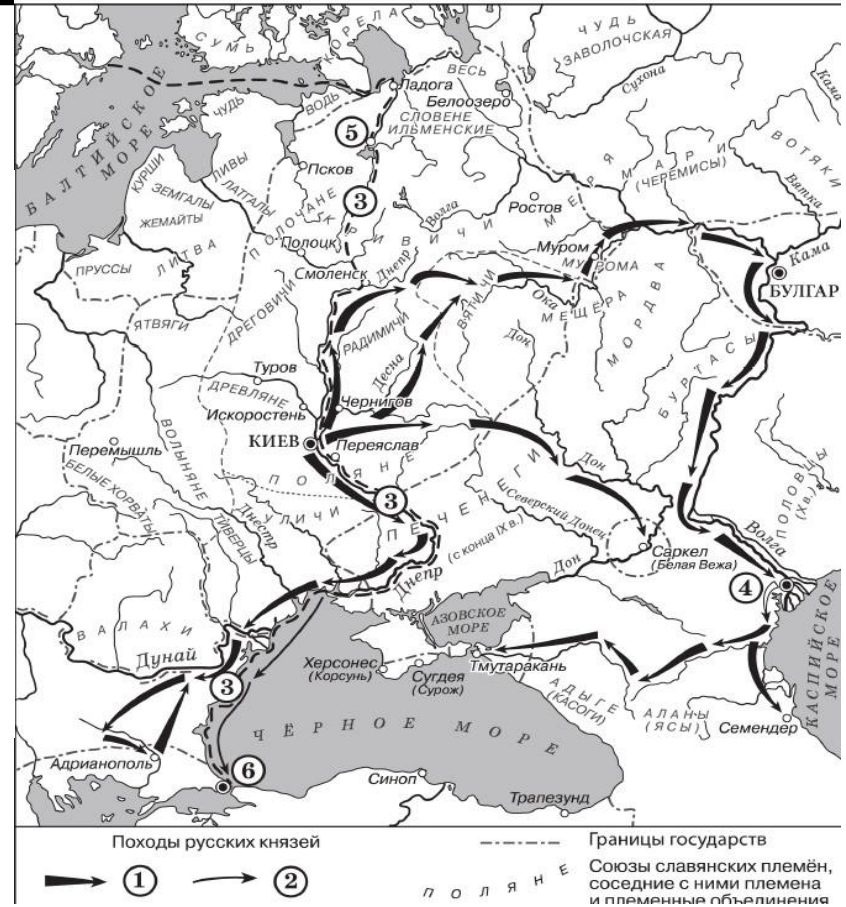 СУМЬ
КОРЕЛА
ЧУДЬ
ЗАВОЛОЧСКАЯ
БАЛТИЙСКОЕ
МОРЕ
ВЕСЬ
Ладога
Белоозеро
Сухона
Кама
ВОДЬ
ЧУДЬ
СЛОВЕНЕ
ИЛЬМЕНСКИЕ
5
Псков
ЛИВЫ
КУРШИ
ЗЕМГАЛЫ
ЛАТГАЛЫ
ЖЕМАЙТЫ
ЛИТВА
ПРУССЫ
ЯТВЯГИ
3
Волга
Ростов
МЕРЯ
МАРИ
(ЧЕРЕМИСЫ)
ВОТЯКИ
Вятка
ПОЛОЧАНЕ
КРИВИЧИ
Полоцк
Смоленск
Днепр
Муром
МУРОМА
Кама
БУЛГАР
ДРЕГОВИЧИ
РАДИМИЧИ
ВЯТИЧИ
Ока
МЕЩЕРА
МОРДВА
БУРТАСЫ
Десна
Дон
Туров
ДРЕВЛЯНЕ
Искоростень
Чернигов
КИЕВ
Переяслав
ПОЛЯНЕ
Перемышль
ВОЛЫНЯНЕ
БЕЛЫЕ ХОРВАТЫ
ТИВЕРЦЫ
Днестр
УЛИЧИ
3
ПЕЧЕНЕГИ
(с конца IX в.)
Днепр
Северский Донец
Дон
Дон
Саркел
(Белая Вежа)
ПОЛОВЦЫ
(X в.)
Волга
4
ВАЛАХИ
Дунай
3
АЗОВСКОЕ
МОРЕ
Херсонес
(Корсунь)
Сугдея
(Сурож)
Тмутаракань
АДЫГЕ
(КАСОГИ)
АЛАНЫ
(ЯСЫ)
Семендер
КАСПИЙСКОЕ
МОРЕ
ЧЁРНОЕ МОРЕ
Адрианополь
6
Синоп
Трапезунд
Походы русских князей
1
2
Границы государств
ПОЛЯНЕ
Союзы славянских племён,
соседние с ними племена
и племенные объединения